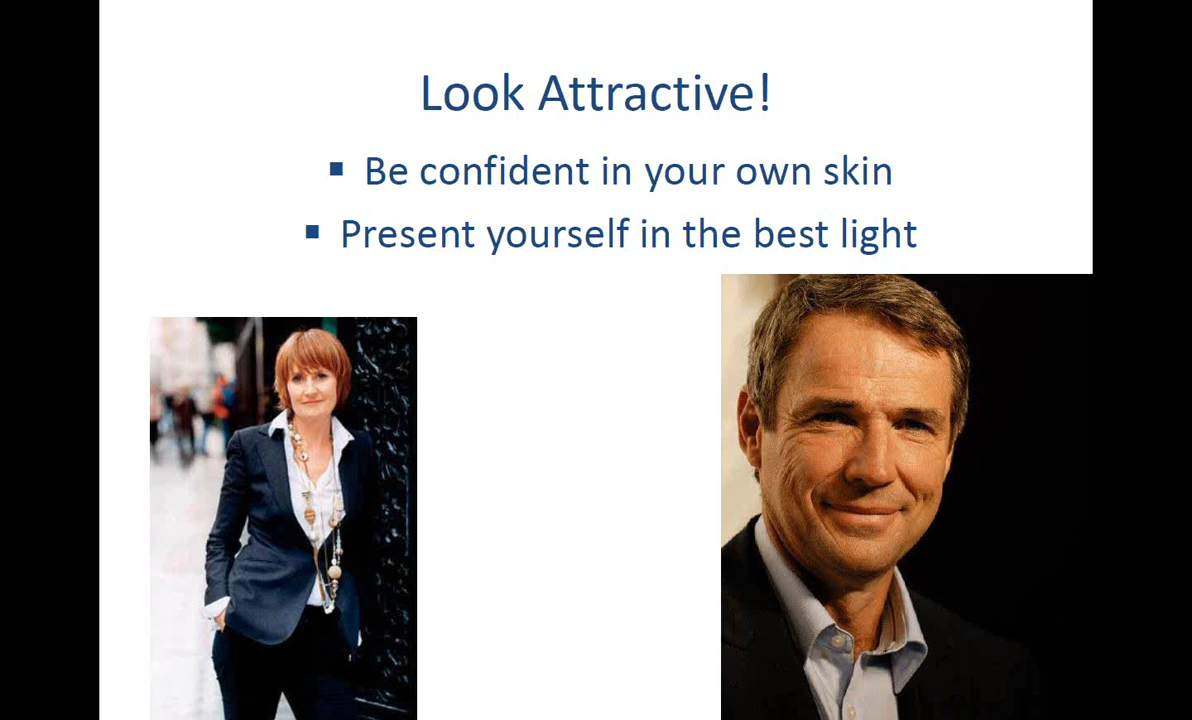 Look Attractive!
▪ Be confident in your own skin
▪ Present yourself in the best light